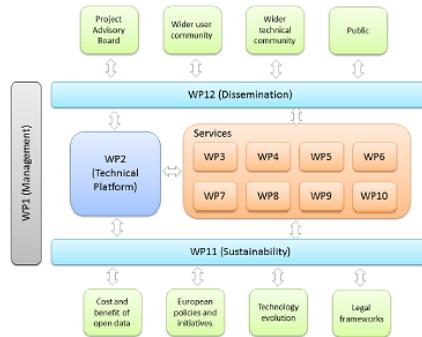 Project
Advisory
Board
Wider user
community
Wider
technical
community
Public
WP12 (Dissemination)
WP1 (Management)
WP2
(Technical
Platform)
Services
WP3
WP4
WP5
WP6
WP7
WP8
WP9
WP10
WP11 (Sustainability)
Cost and
benefit of
open data
European
policies and
initiatives
Technology
evolution
Legal
frameworks